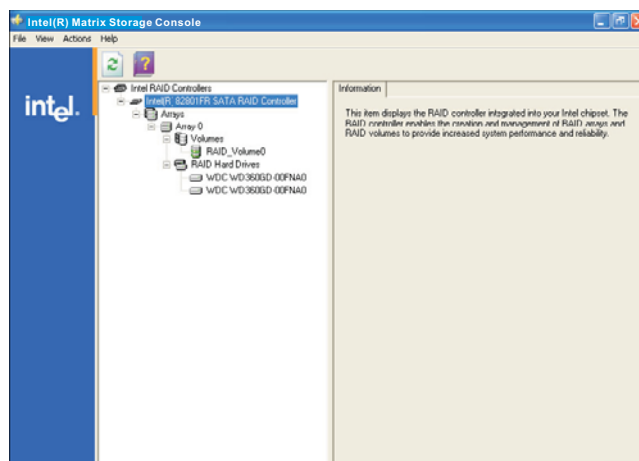 Intel(R) Matrix Storage Console
File View Actions Help
intel.
Intel RAID Controllers
Intel(R) 82801FR SATA RAID Controller
Arrays
Array 0
Volumes
RAID_Volume0
RAID Hard Drives
WDC WD360GD-00FNA0
WDC WD360GD-00FNA0
Information
This item displays the RAID controller integrated into your Intel chipset. The
RAID controller enables the creation and management of RAID arrays and
RAID volumes to provide increased system performance and reliability.